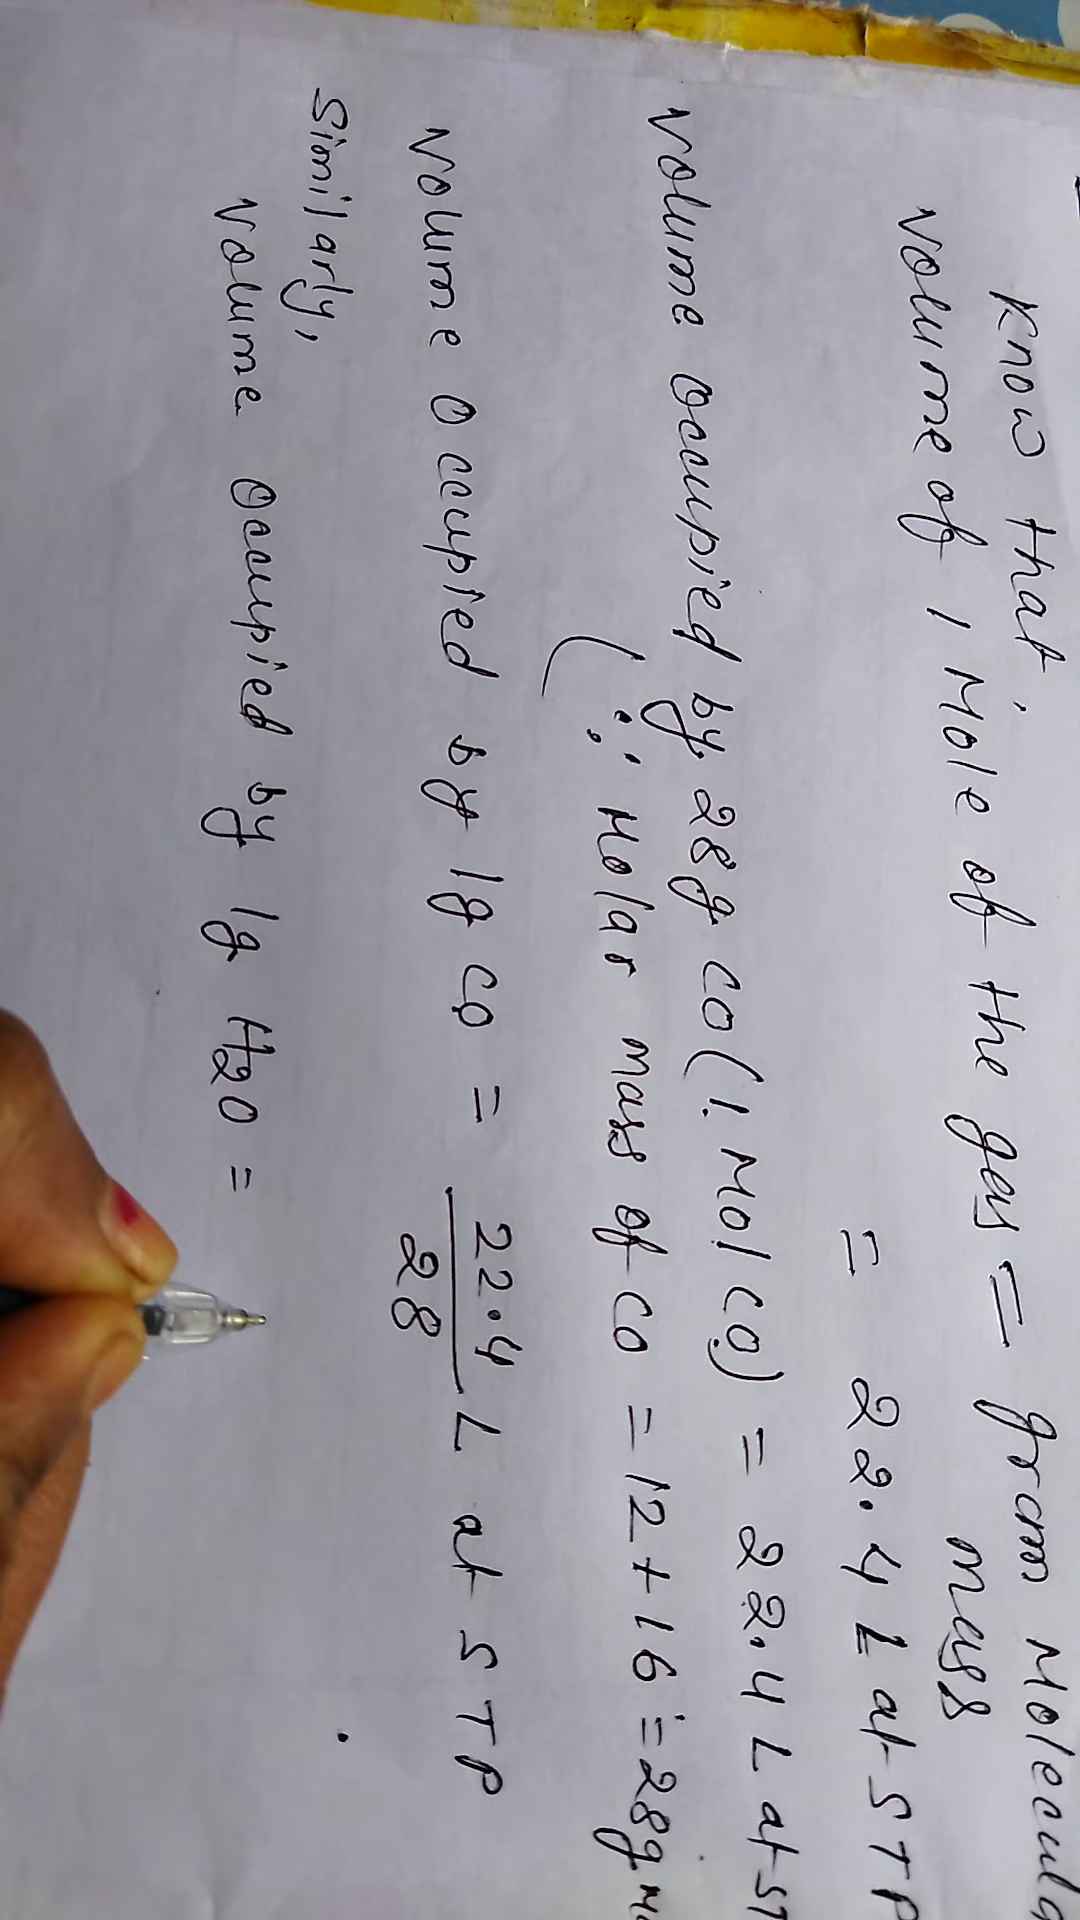 Know that,
Volume of 1 Mole of the gas = gram Molecula
mass
= 22.4 L at STP
Volume occupied by 28g CO (1. Mol CO) = 22.4 L at ST
(∵ Molar mass of CO = 12 + 16 = 28g m
Volume Occupied by 1g CO = 22.4/28 L at STP
Similarly,
Volume Occupied by 1g H2O =